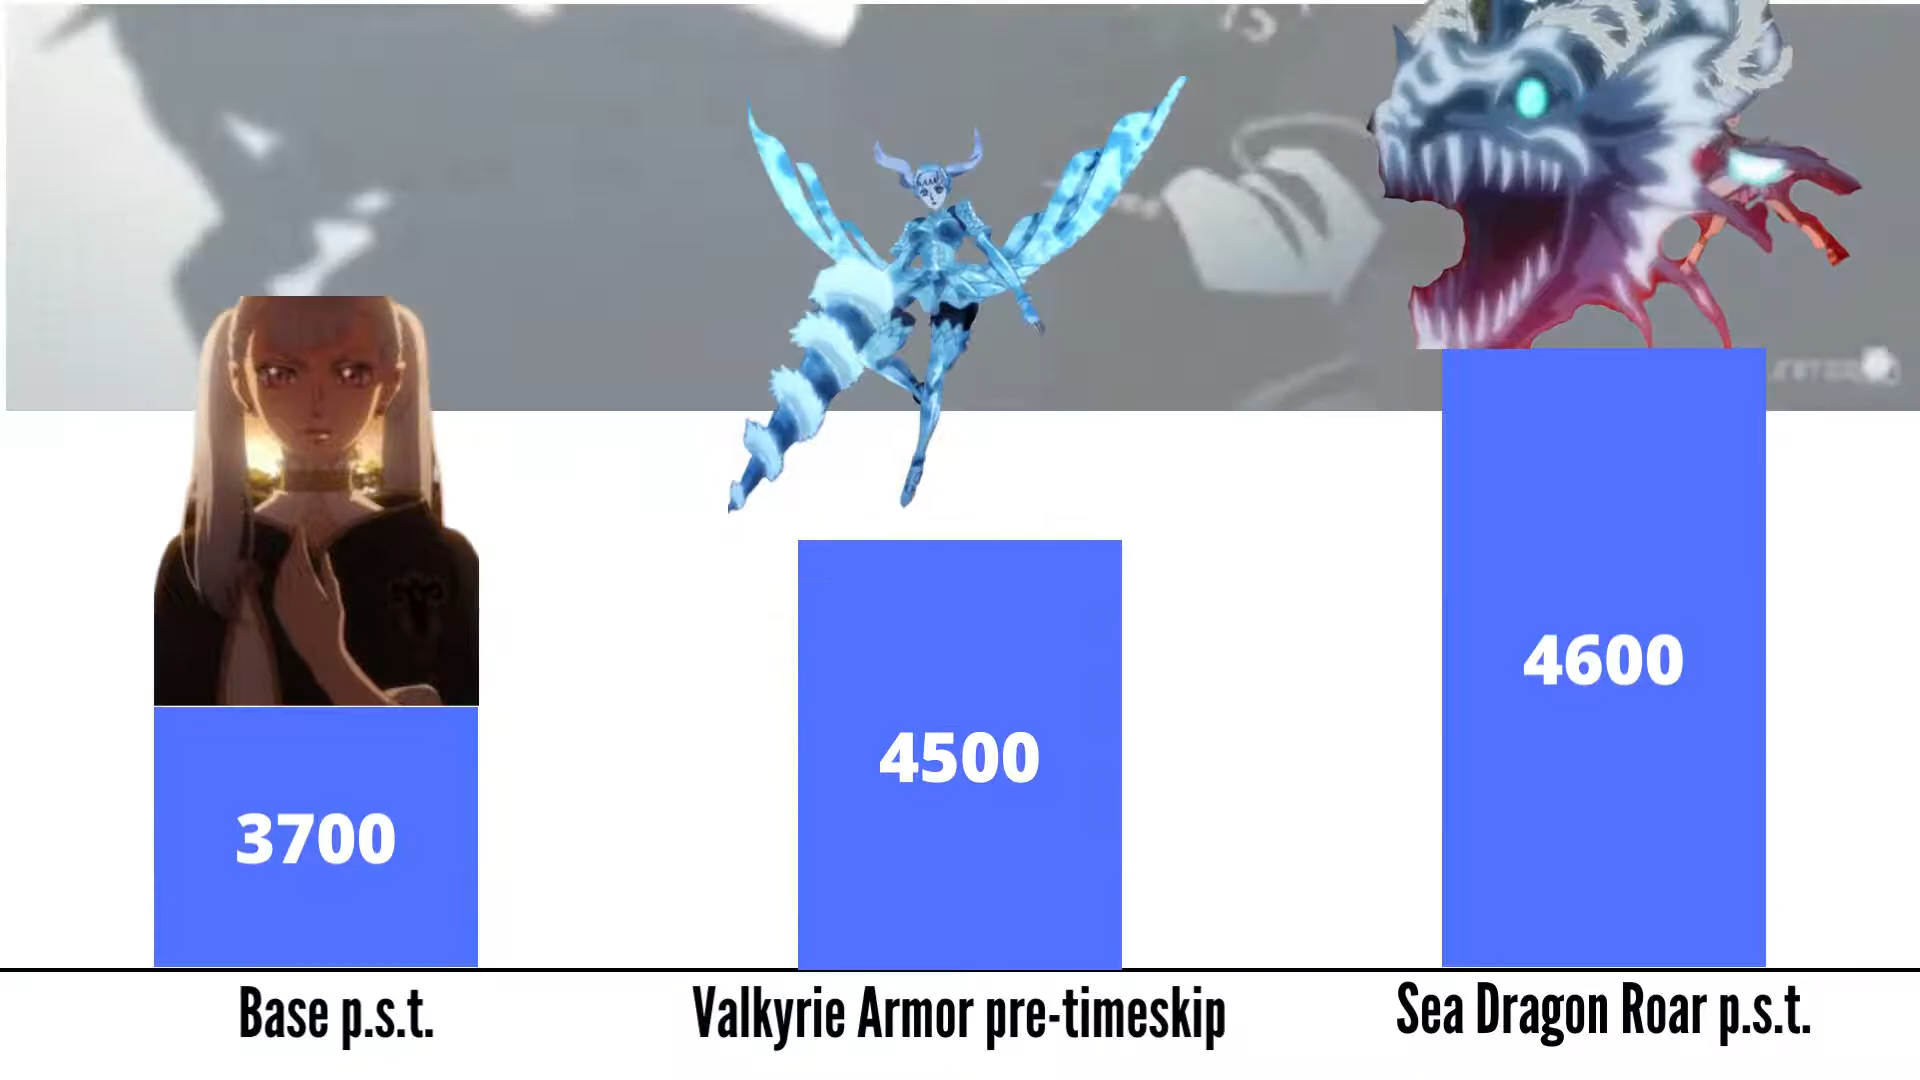 3700
4500
4600
Base p.s.t.
Valkyrie Armor pre-timeskip
Sea Dragon Roar p.s.t.